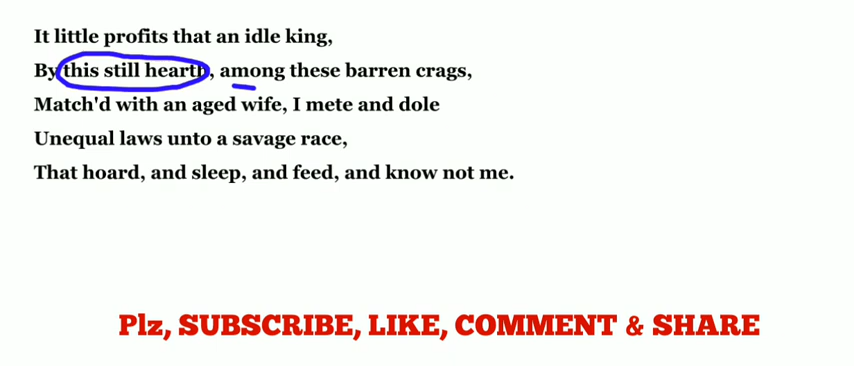 It little profits that an idle king,
By this still hearth, among these barren crags,
Match'd with an aged wife, I mete and dole
Unequal laws unto a savage race,
That hoard, and sleep, and feed, and know not me.
Plz, SUBSCRIBE, LIKE, COMMENT & SHARE